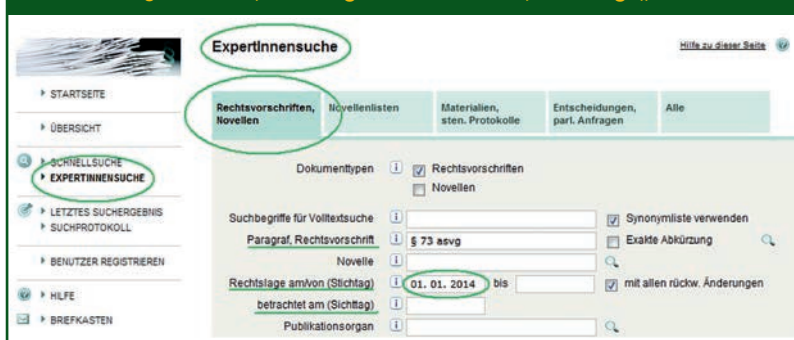 ExpertInnensuche
Hilfe zu dieser Seite
STARTSEITE
ÜBERSICHT
SCHNELLSUCHE
EXPERTINNENSUCHE
LETZTES SUCHERGEBNIS
SUCHPROTOKOLL
BENUTZER REGISTRIEREN
HILFE
BRIEFKASTEN
Rechtsvorschriften, Novellen
Novellenlisten
Materialien, sten. Protokolle
Entscheidungen, parl. Anfragen
Alle
Dokumenttypen i Rechtsvorschriften
Novellen
Suchbegriffe für Volltextsuche i Synonymliste verwenden
Paragraf, Rechtsvorschrift i § 73 asvg Exakte Abkürzung
Novelle i
Rechtslage am/von (Stichtag) i 01. 01. 2014 bis mit allen rückw. Änderungen
betrachtet am (Sichttag) i
Publikationsorgan i